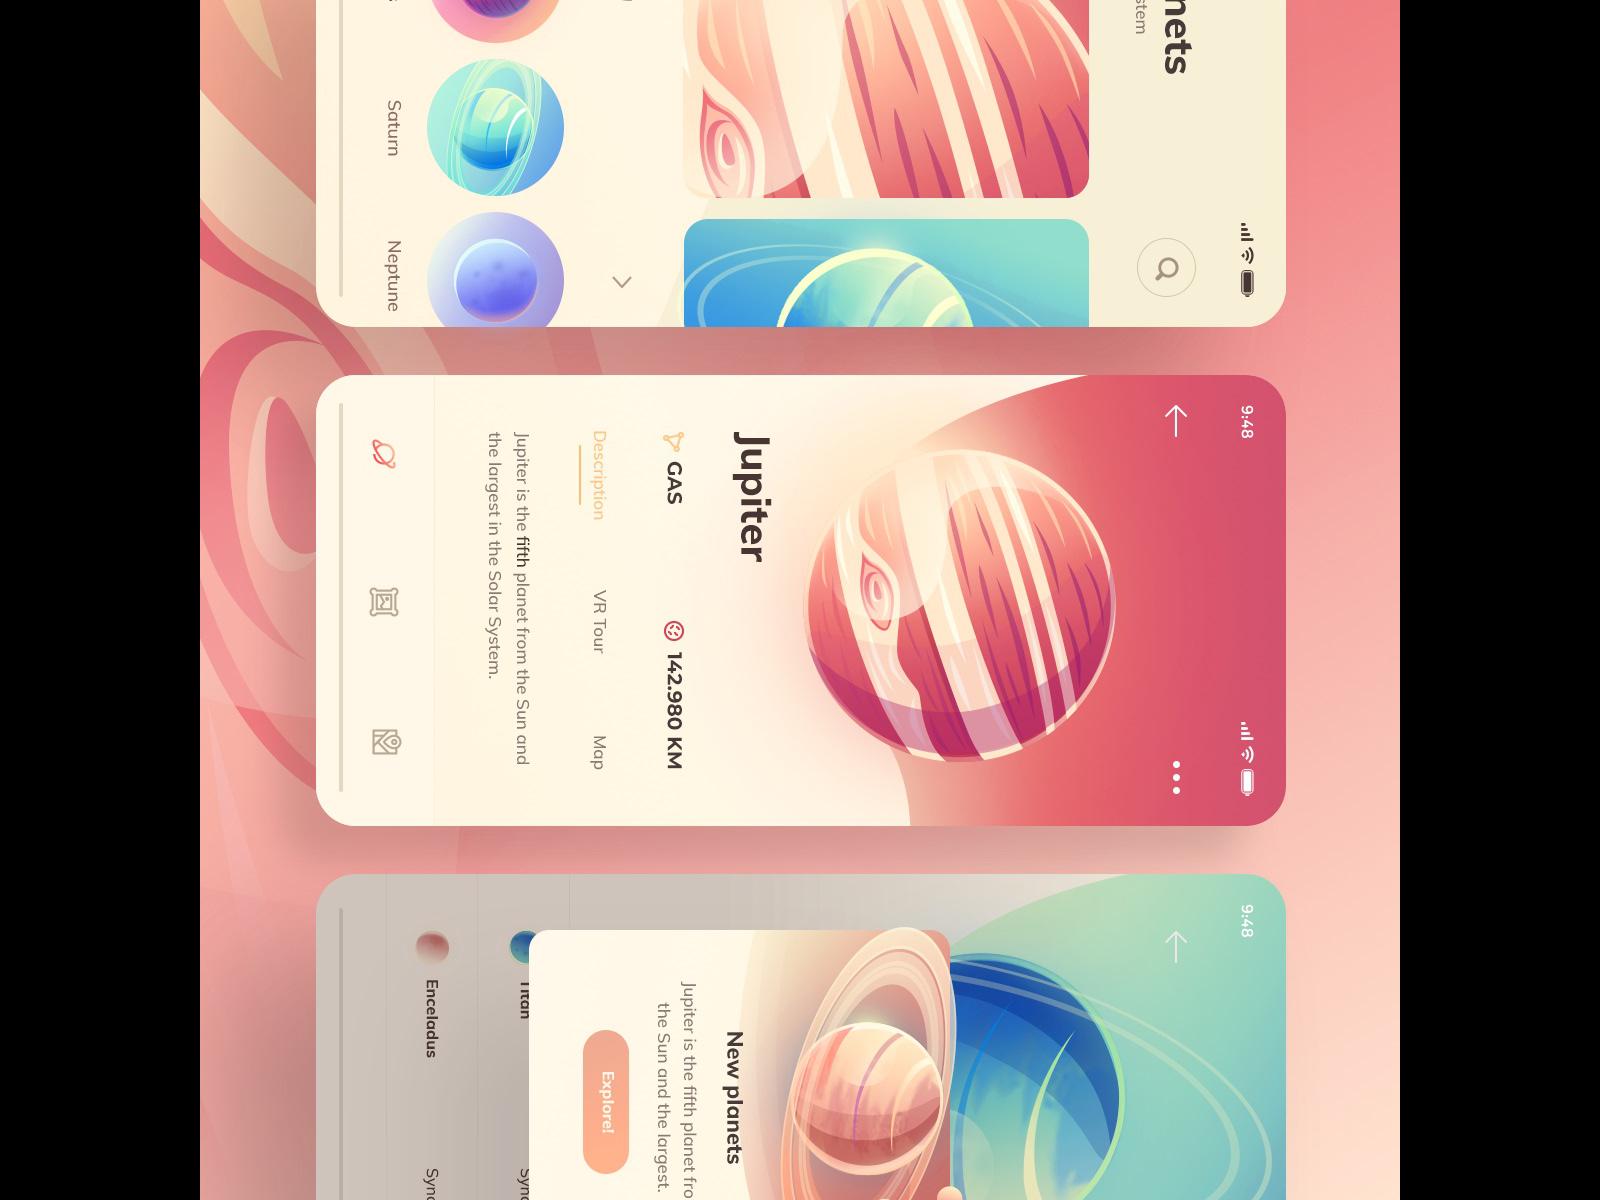 nets
stem
Saturn
Neptune
9:48
Jupiter
GAS
142.980 KM
Description
VR Tour
Map
Jupiter is the fifth planet from the Sun and
the largest in the Solar System.
9:48
New planets
Jupiter is the fifth planet fro
the Sun and the largest.
Explore!
Titan
Sync
Enceladus
Sync